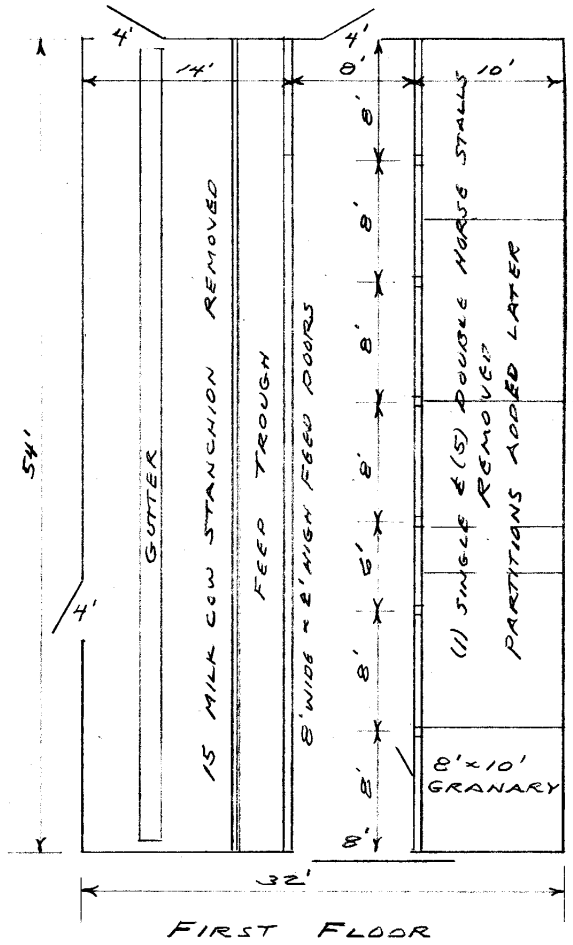 4'
4'
14'
8'
10'
8'
8'
8'
8'
6'
8'
8'
8'
54'
4'
GUTTER
15 MILK COW STANCHION REMOVED
FEED TROUGH
8' WIDE × 2' HIGH FEED DOORS
(1) SINGLE & (5) DOUBLE HORSE STALLS
REMOVED
PARTITIONS ADDED LATER
8'×10'
GRANARY
32'
FIRST FLOOR